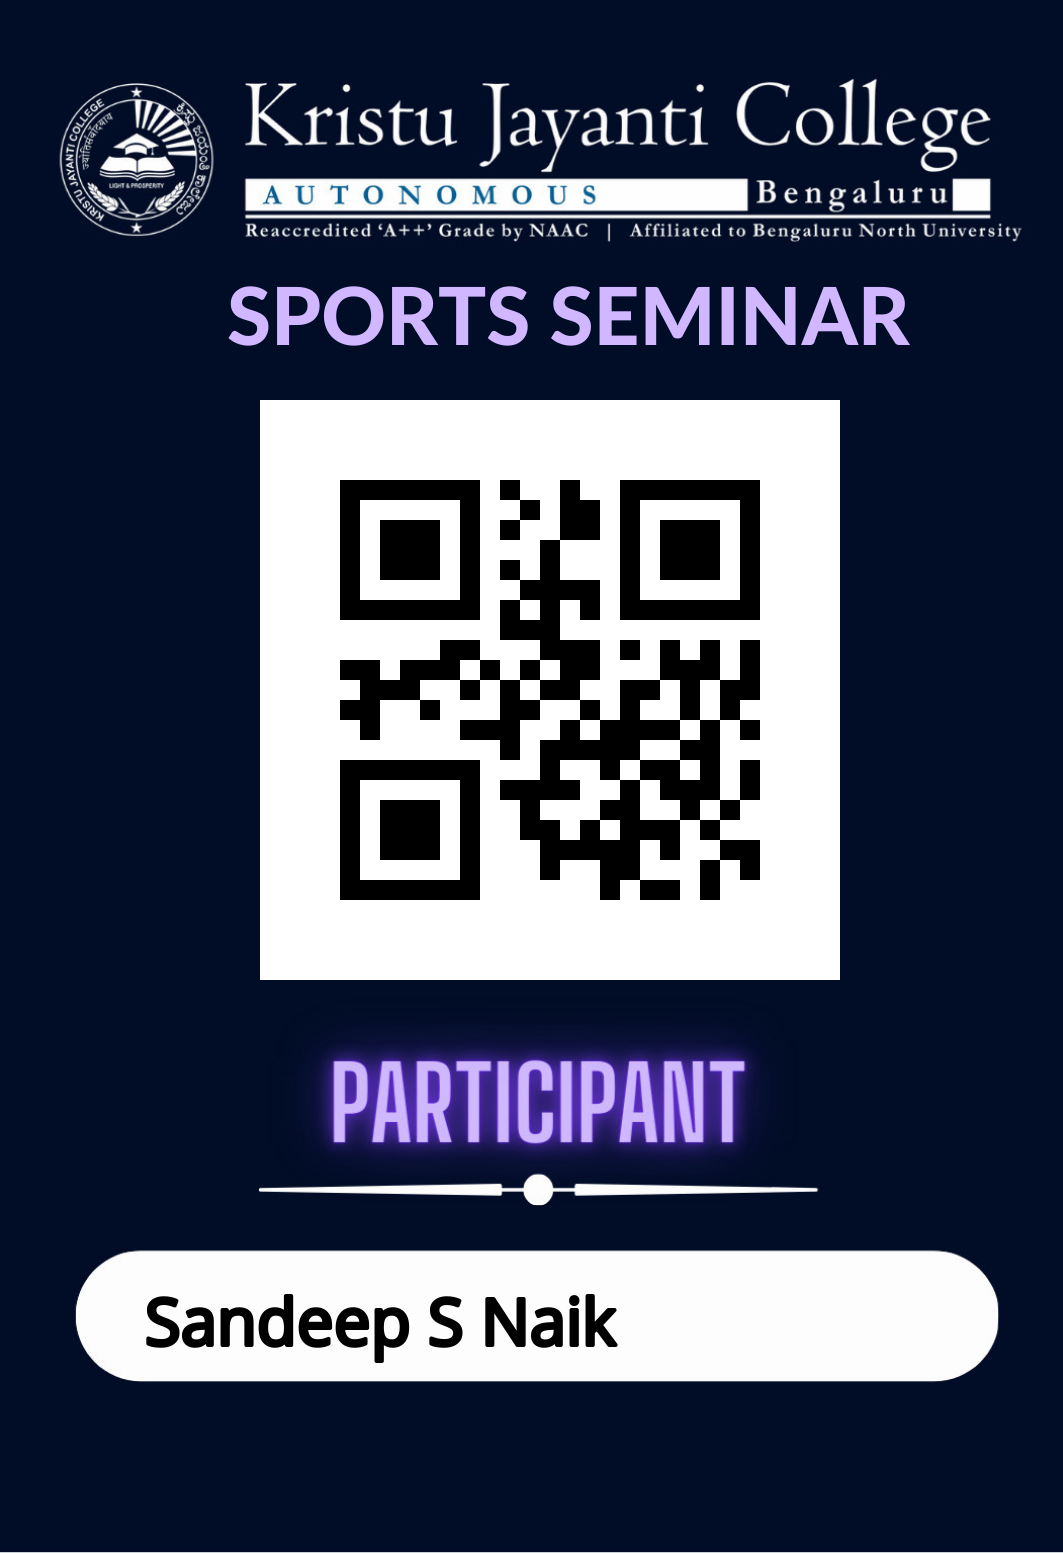 Kristu Jayanti College
AUTONOMOUS Bengaluru
Reaccredited ‘A++’ Grade by NAAC | Affiliated to Bengaluru North University
KRISTU JAYANTI COLLEGE
LIGHT & PROSPERITY
SPORTS SEMINAR
PARTICIPANT
Sandeep S Naik